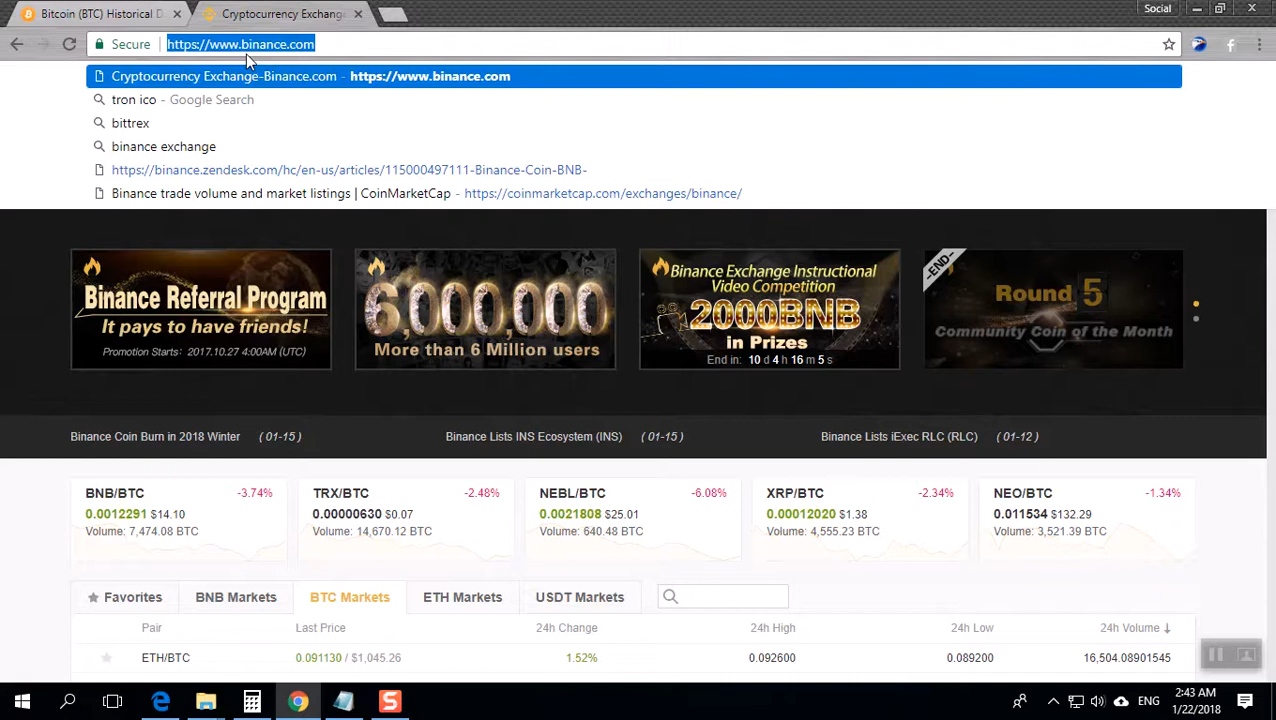 Bitcoin (BTC) Historical D
Cryptocurrency Exchang
Social
Secure
https://www.binance.com
Cryptocurrency Exchange-Binance.com - https://www.binance.com
tron ico - Google Search
bittrex
binance exchange
https://binance.zendesk.com/hc/en-us/articles/115000497111-Binance-Coin-BNB-
Binance trade volume and market listings | CoinMarketCap - https://coinmarketcap.com/exchanges/binance/
Binance Referral Program
It pays to have friends!
Promotion Starts: 2017.10.27 4:00AM (UTC)
6,000,000
More than 6 Million users
Binance Exchange Instructional
Video Competition
2000BNB
in Prizes
End in: 10 d 4 h 16 m 5 s
-END-
Round 5
Community Coin of the Month
Binance Coin Burn in 2018 Winter (01-15)
Binance Lists INS Ecosystem (INS) (01-15)
Binance Lists iExec RLC (RLC) (01-12)
BNB/BTC -3.74%
0.0012291 $14.10
Volume: 7,474.08 BTC
TRX/BTC -2.48%
0.00000630 $0.07
Volume: 14,670.12 BTC
NEBL/BTC -6.08%
0.0021808 $25.01
Volume: 640.48 BTC
XRP/BTC -2.34%
0.00012020 $1.38
Volume: 4,555.23 BTC
NEO/BTC -1.34%
0.011534 $132.29
Volume: 3,521.39 BTC
Favorites BNB Markets BTC Markets ETH Markets USDT Markets
Pair Last Price 24h Change 24h High 24h Low 24h Volume
ETH/BTC 0.091130 / $1,045.26 1.52% 0.092600 0.089200 16,504.08901545
ENG
2:43 AM
1/22/2018